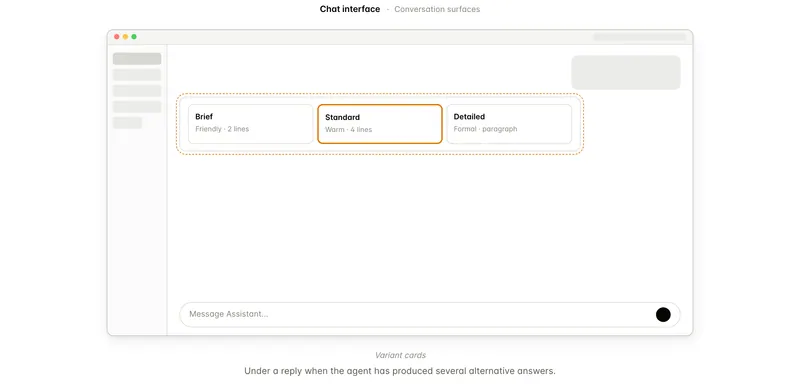 Chat interface · Conversation surfaces
Brief
Friendly · 2 lines
Standard
Warm · 4 lines
Detailed
Formal · paragraph
Message Assistant...
Variant cards
Under a reply when the agent has produced several alternative answers.